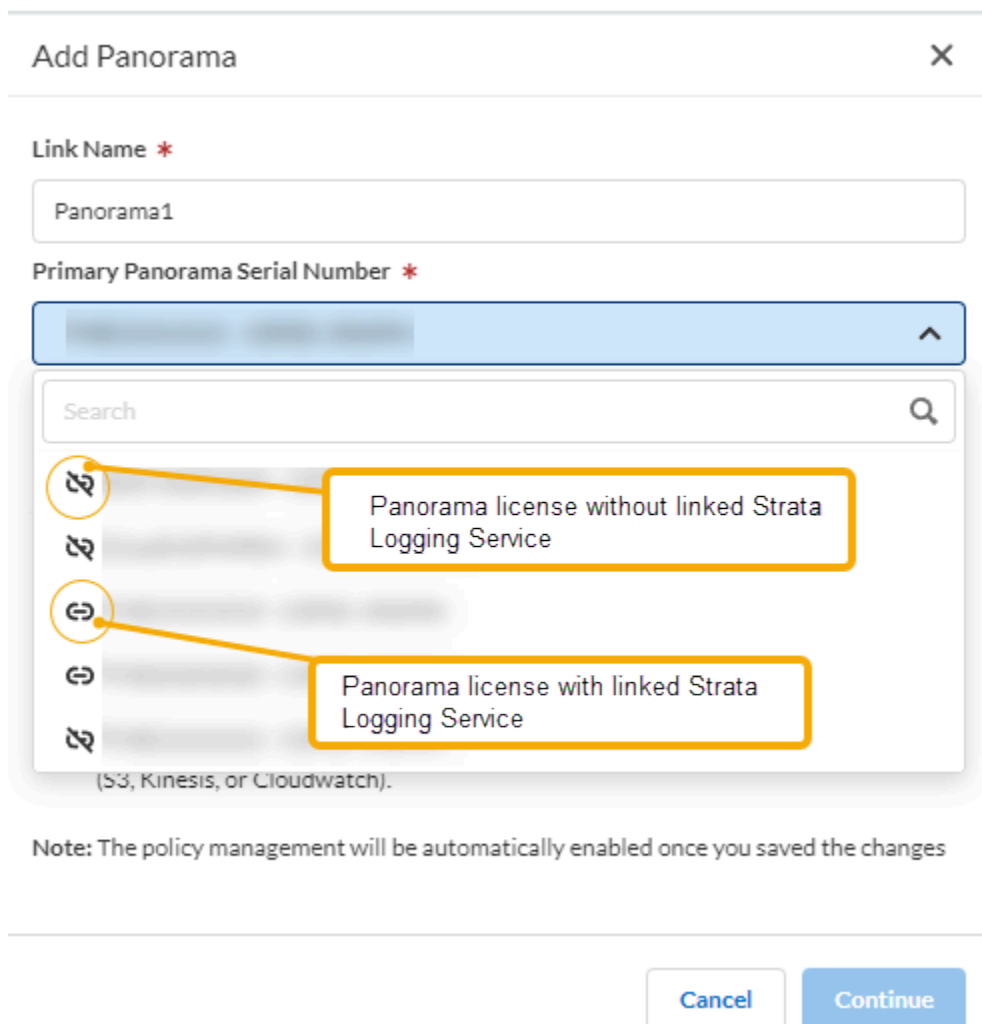 Add Panorama
Link Name *
Panorama1
Primary Panorama Serial Number *
Search
Panorama license without linked Strata
Logging Service
Panorama license with linked Strata
Logging Service
(S3, Kinesis, or Cloudwatch).
Note: The policy management will be automatically enabled once you saved the changes
Cancel
Continue